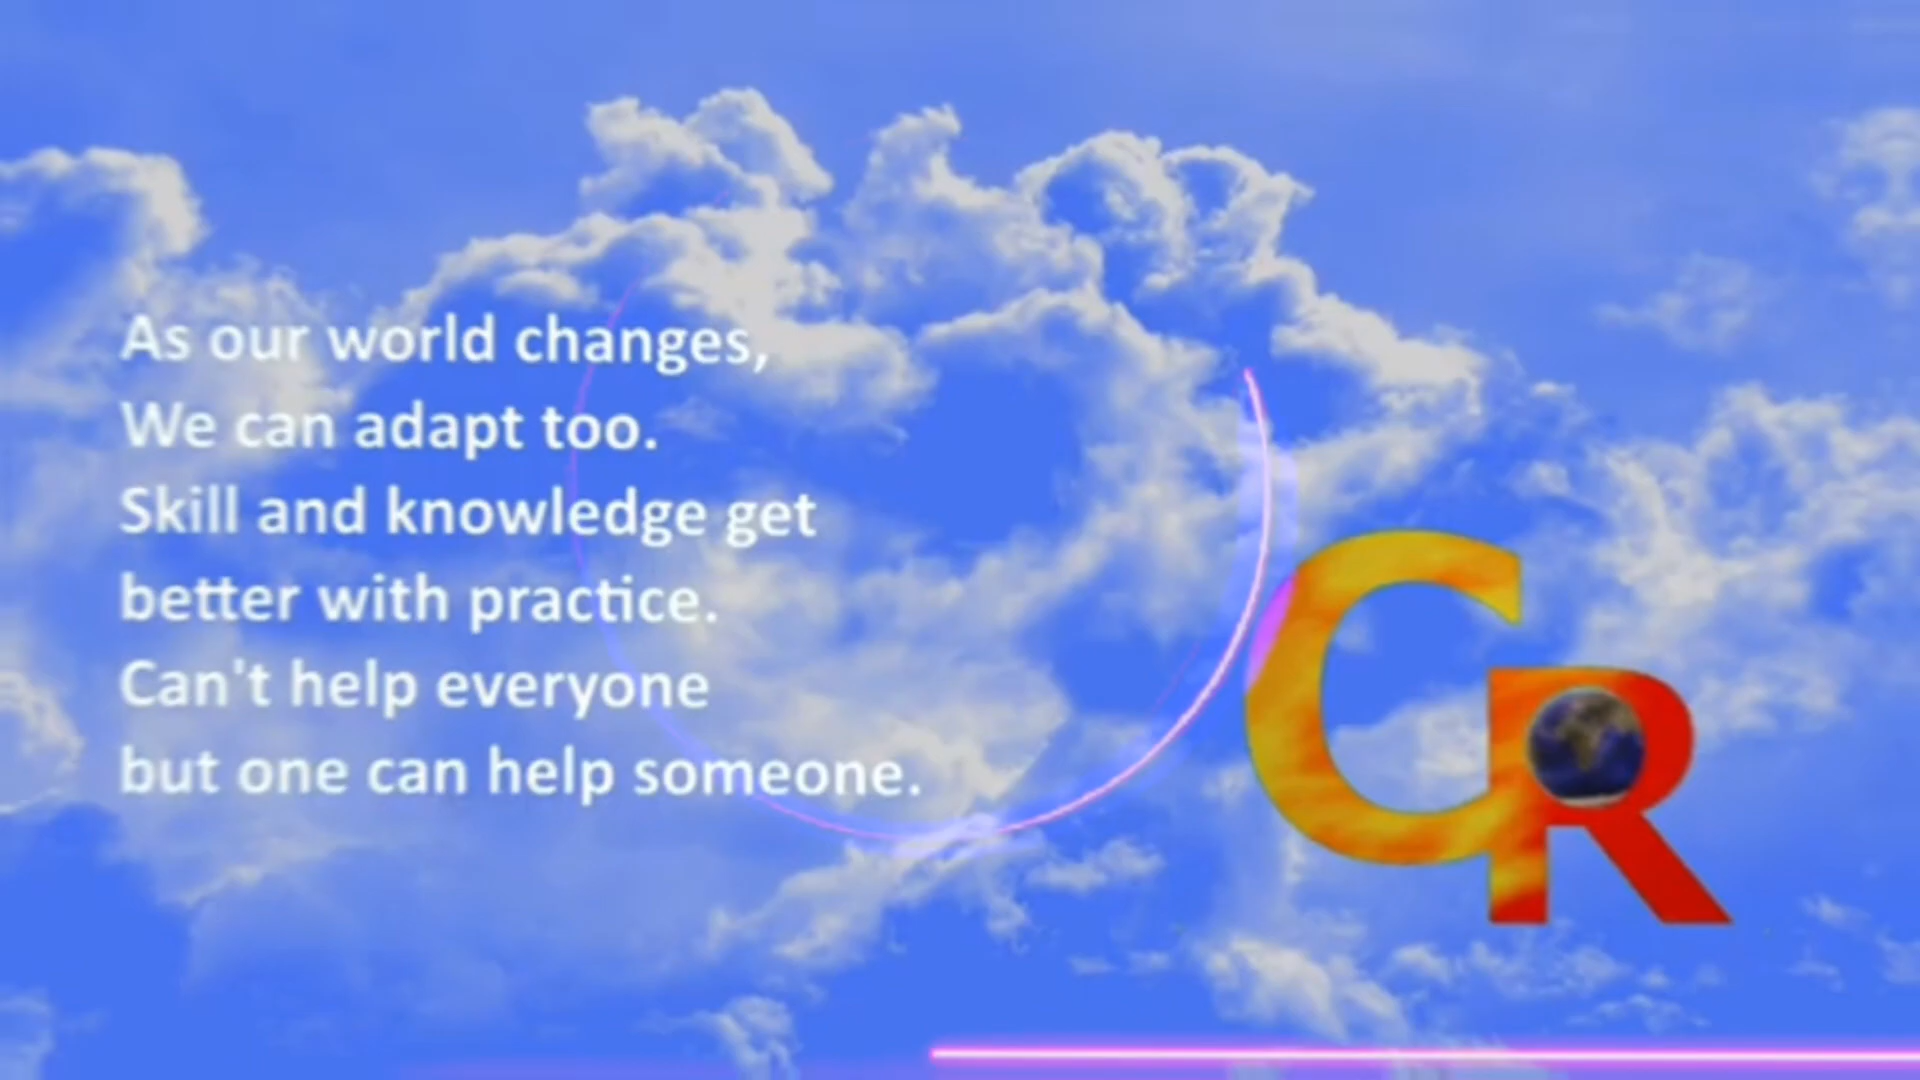 As our world changes,
We can adapt too.
Skill and knowledge get
better with practice.
Can't help everyone
but one can help someone.
CR